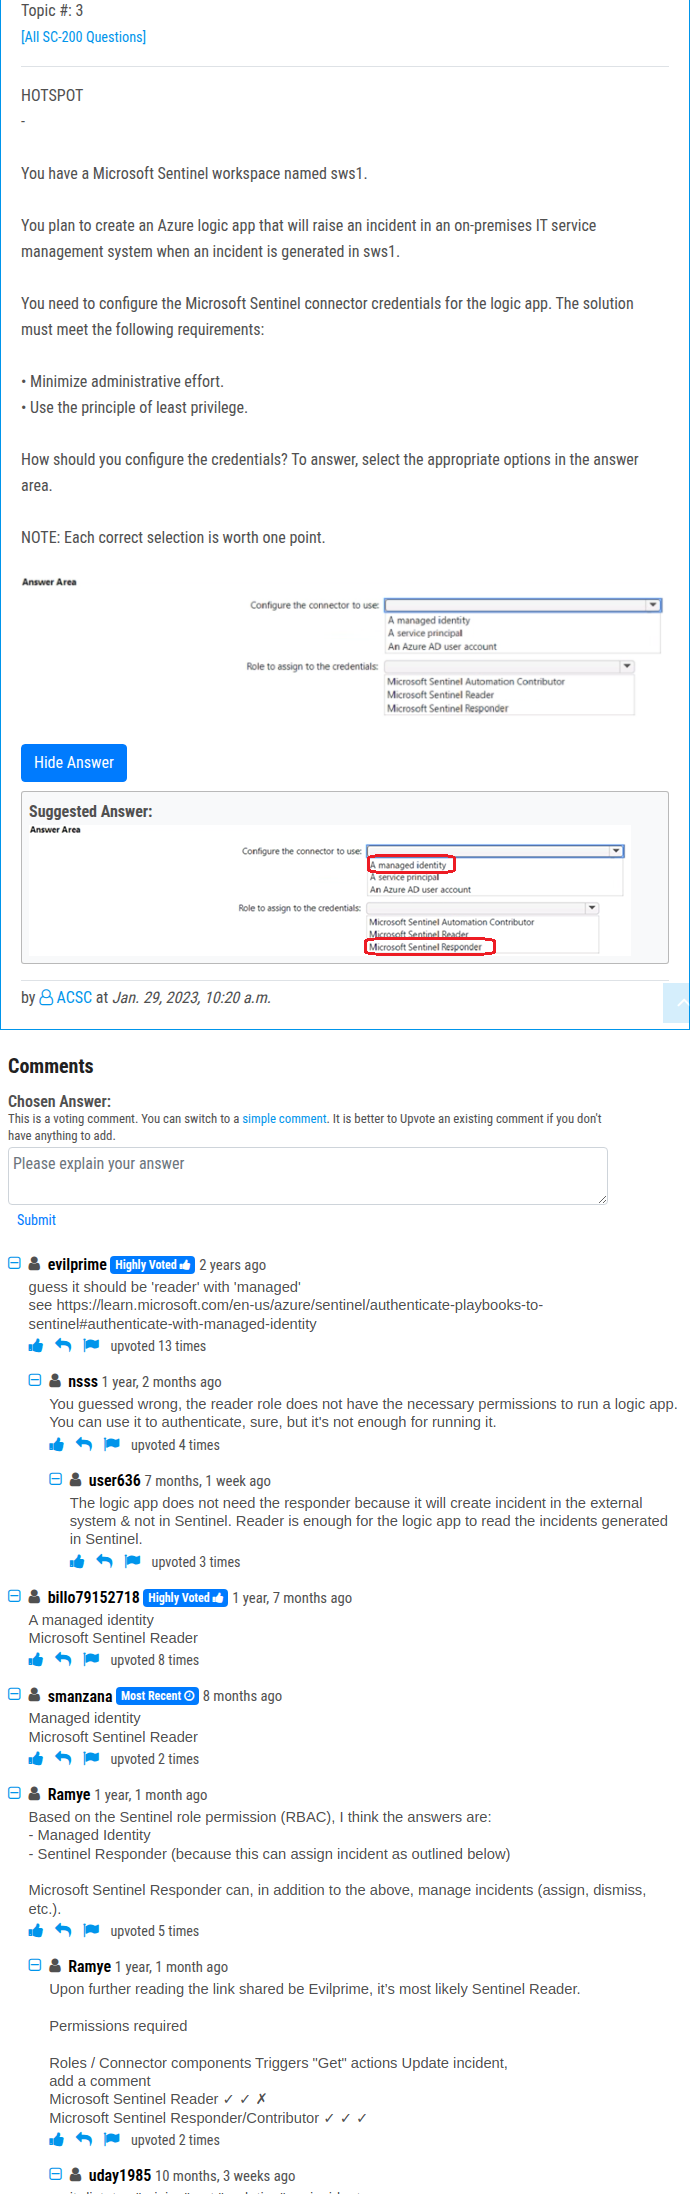 Topic #: 3
[All SC-200 Questions]
HOTSPOT
-
You have a Microsoft Sentinel workspace named sws1.
You plan to create an Azure logic app that will raise an incident in an on-premises IT service
management system when an incident is generated in sws1.
You need to configure the Microsoft Sentinel connector credentials for the logic app. The solution
must meet the following requirements:
• Minimize administrative effort.
• Use the principle of least privilege.
How should you configure the credentials? To answer, select the appropriate options in the answer
area.
NOTE: Each correct selection is worth one point.
Answer Area
Configure the connector to use:
A managed identity
A service principal
An Azure AD user account
Role to assign to the credentials:
Microsoft Sentinel Automation Contributor
Microsoft Sentinel Reader
Microsoft Sentinel Responder
Hide Answer
Suggested Answer:
Answer Area
Configure the connector to use:
A managed identity
A service principal
An Azure AD user account
Role to assign to the credentials:
Microsoft Sentinel Automation Contributor
Microsoft Sentinel Reader
Microsoft Sentinel Responder
by ACSC at Jan. 29, 2023, 10:20 a.m.
Comments
Chosen Answer:
This is a voting comment. You can switch to a simple comment. It is better to Upvote an existing comment if you don't
have anything to add.
Please explain your answer
Submit
evilprime Highly Voted 2 years ago
guess it should be 'reader' with 'managed'
see https://learn.microsoft.com/en-us/azure/sentinel/authenticate-playbooks-to-
sentinel#authenticate-with-managed-identity
upvoted 13 times
nsss 1 year, 2 months ago
You guessed wrong, the reader role does not have the necessary permissions to run a logic app.
You can use it to authenticate, sure, but it's not enough for running it.
upvoted 4 times
user636 7 months, 1 week ago
The logic app does not need the responder because it will create incident in the external
system & not in Sentinel. Reader is enough for the logic app to read the incidents generated
in Sentinel.
upvoted 3 times
billo79152718 Highly Voted 1 year, 7 months ago
A managed identity
Microsoft Sentinel Reader
upvoted 8 times
smanzana Most Recent 8 months ago
Managed identity
Microsoft Sentinel Reader
upvoted 2 times
Ramye 1 year, 1 month ago
Based on the Sentinel role permission (RBAC), I think the answers are:
- Managed Identity
- Sentinel Responder (because this can assign incident as outlined below)
Microsoft Sentinel Responder can, in addition to the above, manage incidents (assign, dismiss,
etc.).
upvoted 5 times
Ramye 1 year, 1 month ago
Upon further reading the link shared be Evilprime, it's most likely Sentinel Reader.
Permissions required
Roles / Connector components Triggers "Get" actions Update incident,
add a comment
Microsoft Sentinel Reader ✓ ✓ ✗
Microsoft Sentinel Responder/Contributor ✓ ✓ ✓
upvoted 2 times
uday1985 10 months, 3 weeks ago